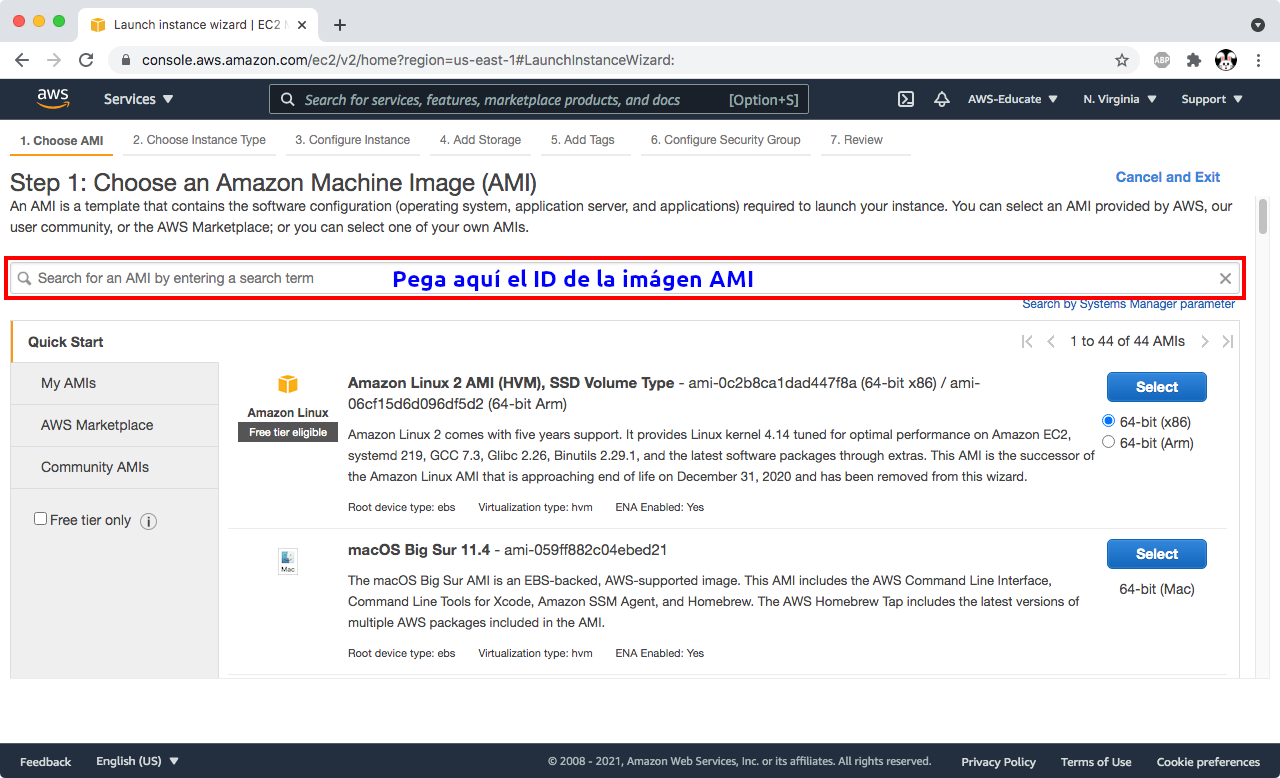 Launch instance wizard | EC2
console.aws.amazon.com/ec2/v2/home?region=us-east-1#LaunchInstanceWizard:
ABP
aws
Services
Search for services, features, marketplace products, and docs
[Option+S]
AWS-Educate
N. Virginia
Support
1. Choose AMI
2. Choose Instance Type
3. Configure Instance
4. Add Storage
5. Add Tags
6. Configure Security Group
7. Review
Step 1: Choose an Amazon Machine Image (AMI)
Cancel and Exit
An AMI is a template that contains the software configuration (operating system, application server, and applications) required to launch your instance. You can select an AMI provided by AWS, our
user community, or the AWS Marketplace; or you can select one of your own AMIs.
Search for an AMI by entering a search term
Pega aquí el ID de la imágen AMI
Search by Systems Manager parameter
Quick Start
1 to 44 of 44 AMIs
My AMIs
AWS Marketplace
Community AMIs
Free tier only
Amazon Linux
Free tier eligible
Amazon Linux 2 AMI (HVM), SSD Volume Type - ami-0c2b8ca1dad447f8a (64-bit x86) / ami-
06cf15d6d096df5d2 (64-bit Arm)
Amazon Linux 2 comes with five years support. It provides Linux kernel 4.14 tuned for optimal performance on Amazon EC2,
systemd 219, GCC 7.3, Glibc 2.26, Binutils 2.29.1, and the latest software packages through extras. This AMI is the successor of
the Amazon Linux AMI that is approaching end of life on December 31, 2020 and has been removed from this wizard.
Root device type: ebs
Virtualization type: hvm
ENA Enabled: Yes
Select
64-bit (x86)
64-bit (Arm)
Mac
macOS Big Sur 11.4 - ami-059ff882c04ebed21
The macOS Big Sur AMI is an EBS-backed, AWS-supported image. This AMI includes the AWS Command Line Interface,
Command Line Tools for Xcode, Amazon SSM Agent, and Homebrew. The AWS Homebrew Tap includes the latest versions of
multiple AWS packages included in the AMI.
Root device type: ebs
Virtualization type: hvm
ENA Enabled: Yes
Select
64-bit (Mac)
Feedback
English (US)
© 2008 - 2021, Amazon Web Services, Inc. or its affiliates. All rights reserved.
Privacy Policy
Terms of Use
Cookie preferences